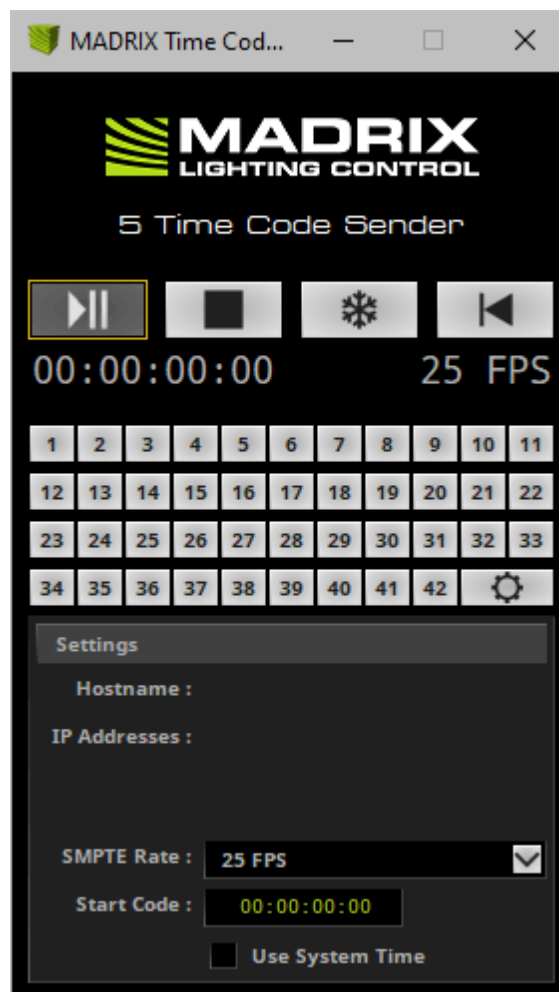 MADRIX Time Cod...
MADRIX
LIGHTING CONTROL
5 Time Code Sender
00:00:00:00 25 FPS
1 2 3 4 5 6 7 8 9 10 11
12 13 14 15 16 17 18 19 20 21 22
23 24 25 26 27 28 29 30 31 32 33
34 35 36 37 38 39 40 41 42
Settings
Hostname :
IP Addresses :
SMPTE Rate : 25 FPS
Start Code : 00:00:00:00
Use System Time